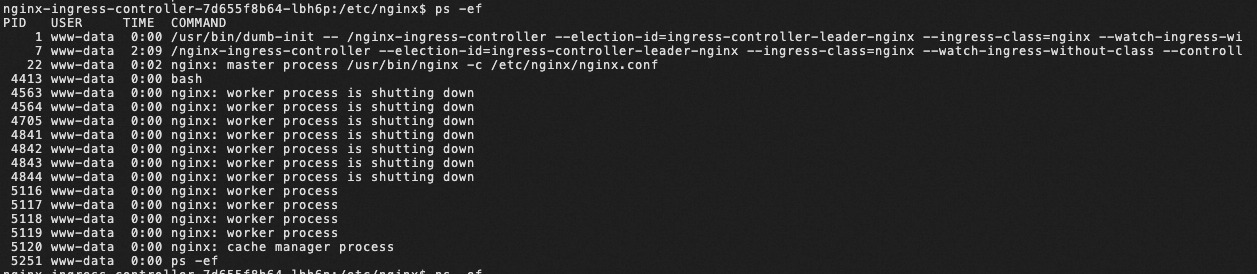 nginx-ingress-controller-7d655f8b64-lbh6p:/etc/nginx$ ps -ef
PID   USER     TIME  COMMAND
    1 www-data  0:00 /usr/bin/dumb-init -- /nginx-ingress-controller --election-id=ingress-controller-leader-nginx --ingress-class=nginx --watch-ingress-wi
    7 www-data  2:09 /nginx-ingress-controller --election-id=ingress-controller-leader-nginx --ingress-class=nginx --watch-ingress-without-class --controll
   22 www-data  0:02 nginx: master process /usr/bin/nginx -c /etc/nginx/nginx.conf
 4413 www-data  0:00 bash
 4563 www-data  0:00 nginx: worker process is shutting down
 4564 www-data  0:00 nginx: worker process is shutting down
 4705 www-data  0:00 nginx: worker process is shutting down
 4841 www-data  0:00 nginx: worker process is shutting down
 4842 www-data  0:00 nginx: worker process is shutting down
 4843 www-data  0:00 nginx: worker process is shutting down
 4844 www-data  0:00 nginx: worker process is shutting down
 5116 www-data  0:00 nginx: worker process
 5117 www-data  0:00 nginx: worker process
 5118 www-data  0:00 nginx: worker process
 5119 www-data  0:00 nginx: worker process
 5120 www-data  0:00 nginx: cache manager process
 5251 www-data  0:00 ps -ef
nginx-ingress-controller-7d655f8b64-lbh6p:/etc/nginx$ ps -ef